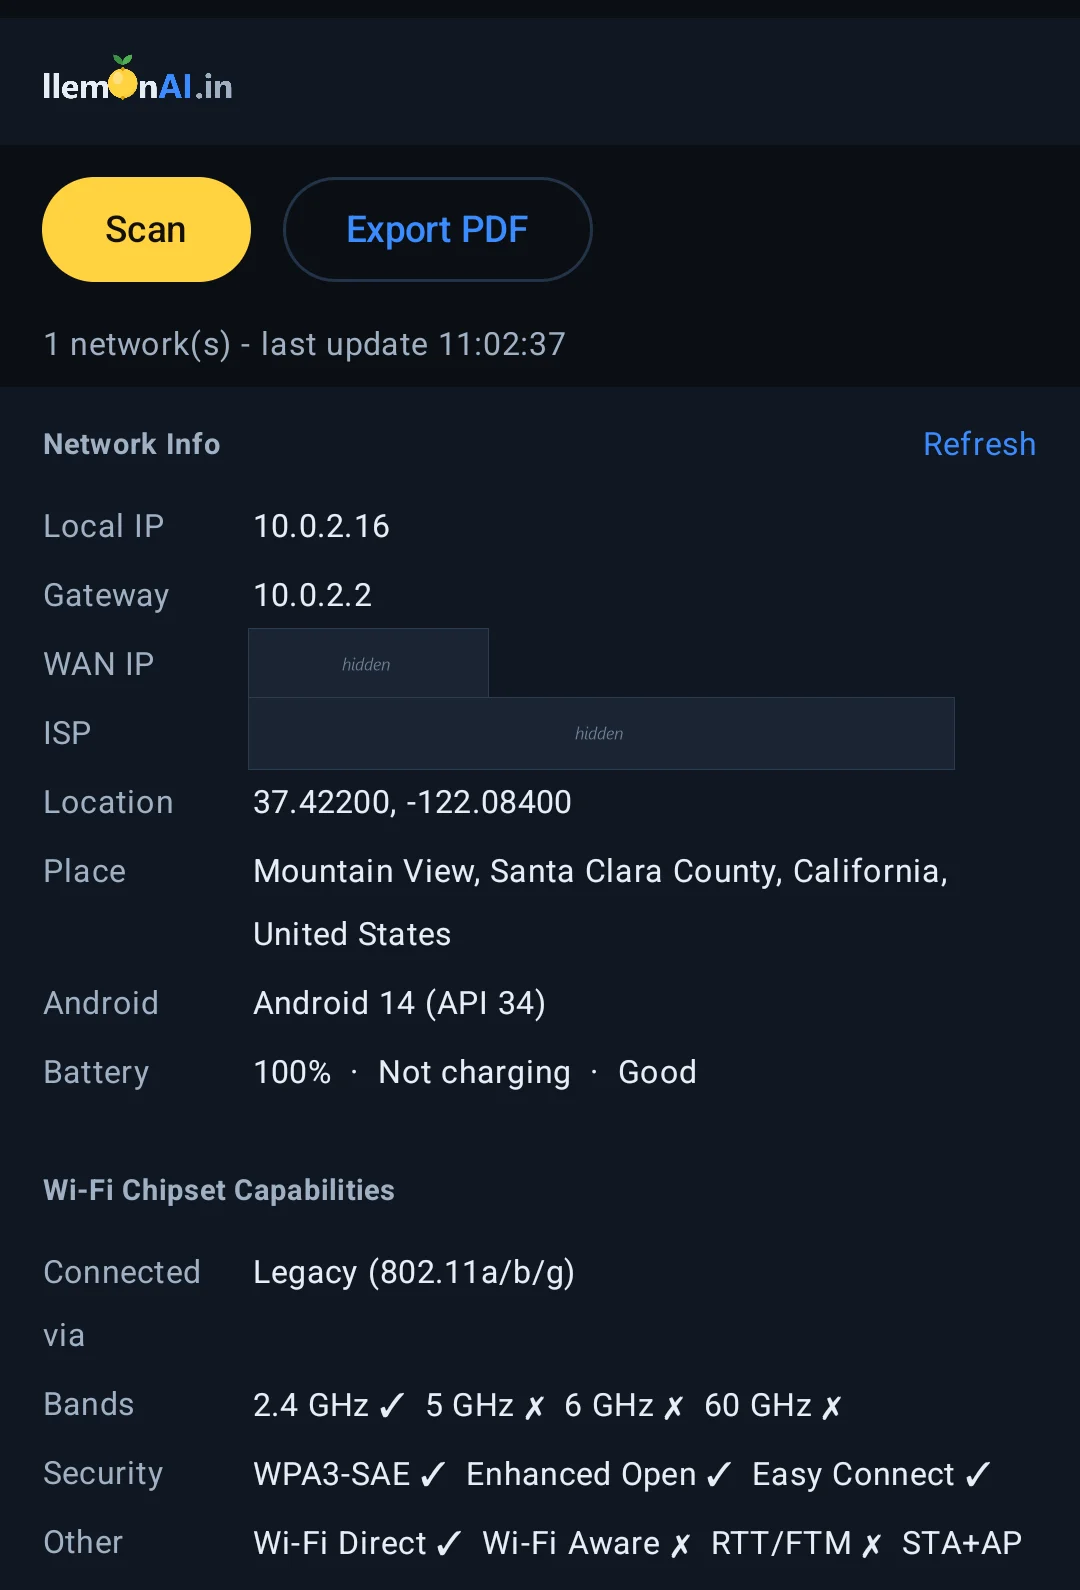 llemonAI.in
Scan
Export PDF
1 network(s) - last update 11:02:37
Network Info
Refresh
Local IP 10.0.2.16
Gateway 10.0.2.2
WAN IP hidden
ISP hidden
Location 37.42200, -122.08400
Place Mountain View, Santa Clara County, California,
United States
Android Android 14 (API 34)
Battery 100% · Not charging · Good
Wi-Fi Chipset Capabilities
Connected Legacy (802.11a/b/g)
via
Bands 2.4 GHz ✓ 5 GHz ✗ 6 GHz ✗ 60 GHz ✗
Security WPA3-SAE ✓ Enhanced Open ✓ Easy Connect ✓
Other Wi-Fi Direct ✓ Wi-Fi Aware ✗ RTT/FTM ✗ STA+AP